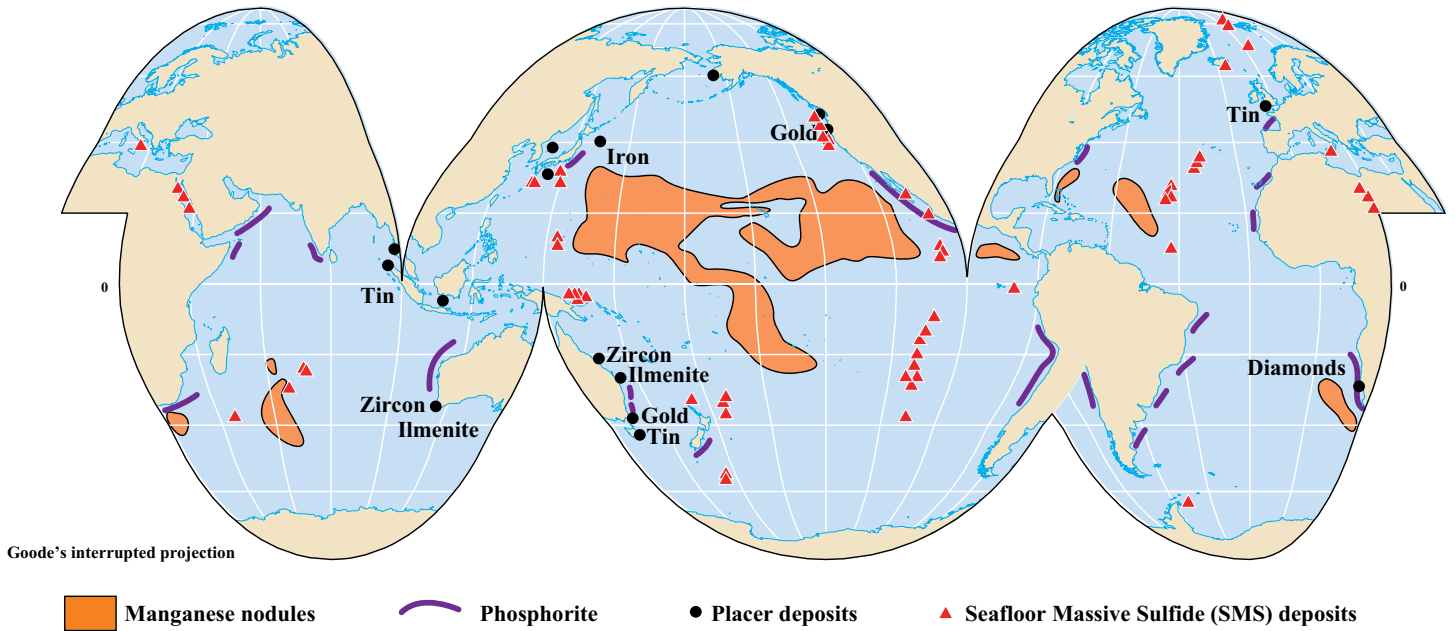 Tin
Gold
Iron
0
0
Tin
Zircon
Ilmenite
Diamonds
Zircon
Ilmenite
Gold
Tin
Goode's interrupted projection
Manganese nodules
Phosphorite
Placer deposits
Seafloor Massive Sulfide (SMS) deposits